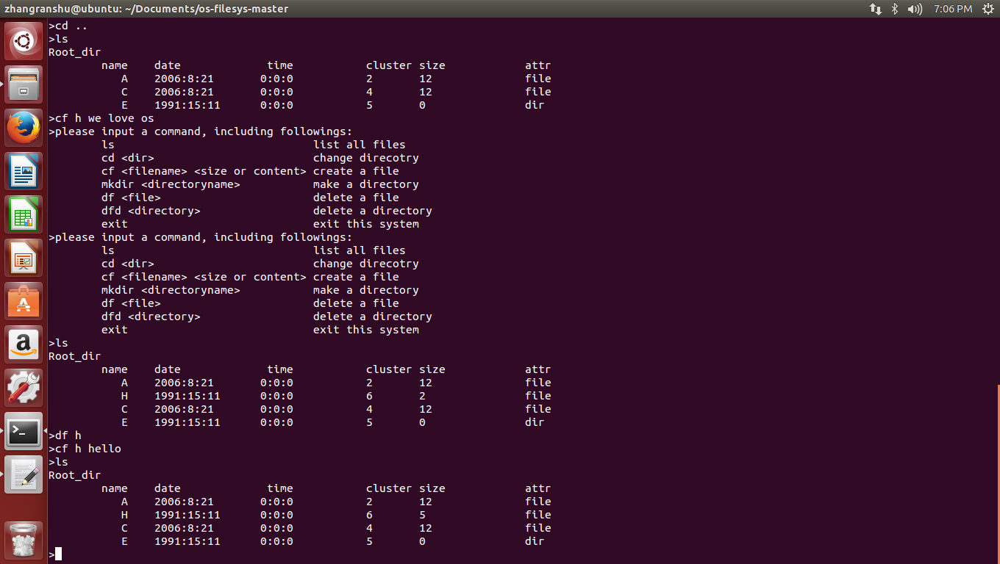 zhangranshu@ubuntu: ~/Documents/os-filesys-master 7:06 PM
>cd ..
>ls
Root_dir
name date time cluster size attr
A 2006:8:21 0:0:0 2 12 file
C 2006:8:21 0:0:0 4 12 file
E 1991:15:11 0:0:0 5 0 dir
>cf h we love os
>please input a command, including followings:
ls list all files
cd <dir> change direcotry
cf <filename> <size or content> create a file
mkdir <directoryname> make a directory
df <file> delete a file
dfd <directory> delete a directory
exit exit this system
>please input a command, including followings:
ls list all files
cd <dir> change direcotry
cf <filename> <size or content> create a file
mkdir <directoryname> make a directory
df <file> delete a file
dfd <directory> delete a directory
exit exit this system
>ls
Root_dir
name date time cluster size attr
A 2006:8:21 0:0:0 2 12 file
H 1991:15:11 0:0:0 6 2 file
C 2006:8:21 0:0:0 4 12 file
E 1991:15:11 0:0:0 5 0 dir
>df h
>cf h hello
>ls
Root_dir
name date time cluster size attr
A 2006:8:21 0:0:0 2 12 file
H 1991:15:11 0:0:0 6 5 file
C 2006:8:21 0:0:0 4 12 file
E 1991:15:11 0:0:0 5 0 dir
>